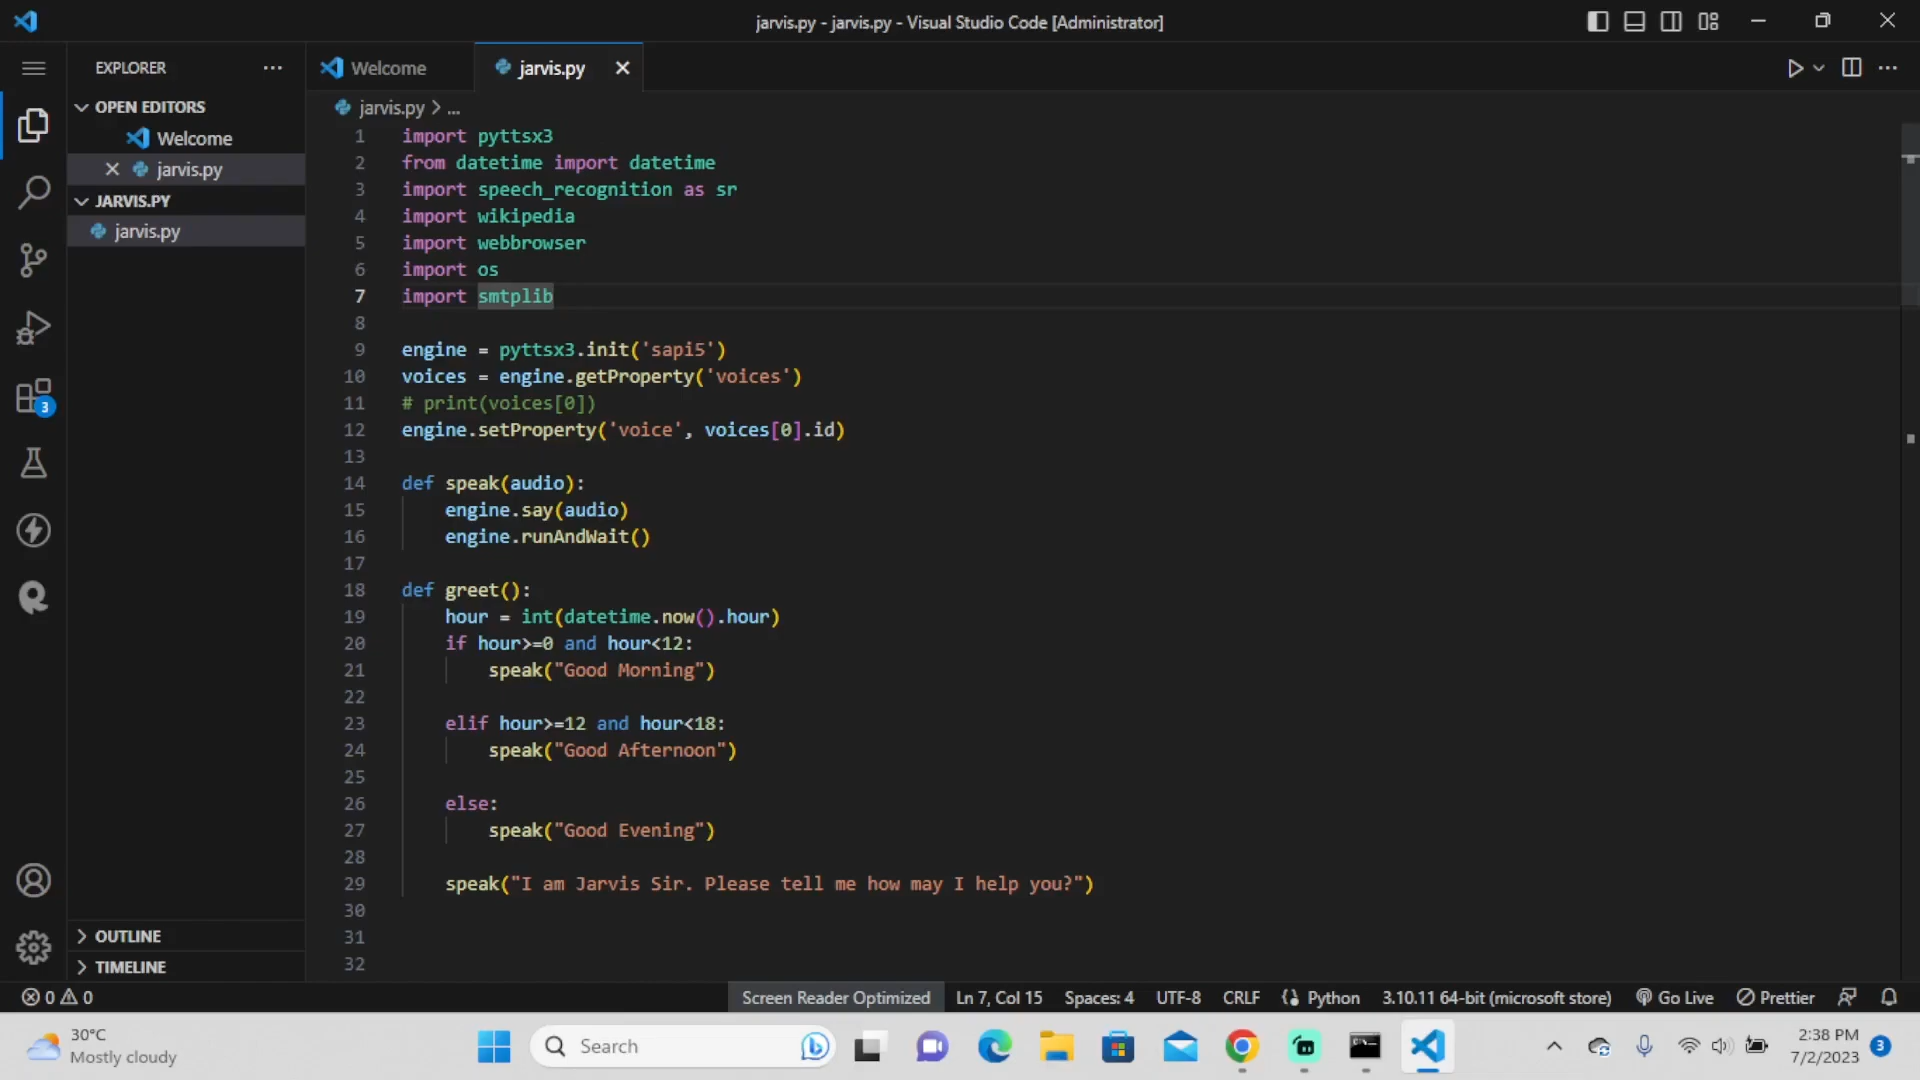 jarvis.py - jarvis.py - Visual Studio Code [Administrator]
EXPLORER
Welcome
jarvis.py
OPEN EDITORS
Welcome
jarvis.py
JARVIS.PY
jarvis.py
jarvis.py > ...
1 import pyttsx3
2 from datetime import datetime
3 import speech_recognition as sr
4 import wikipedia
5 import webbrowser
6 import os
7 import smtplib
8
9 engine = pyttsx3.init('sapi5')
10 voices = engine.getProperty('voices')
11 # print(voices[0])
12 engine.setProperty('voice', voices[0].id)
13
14 def speak(audio):
15 engine.say(audio)
16 engine.runAndWait()
17
18 def greet():
19 hour = int(datetime.now().hour)
20 if hour>=0 and hour<12:
21 speak("Good Morning")
22
23 elif hour>=12 and hour<18:
24 speak("Good Afternoon")
25
26 else:
27 speak("Good Evening")
28
29 speak("I am Jarvis Sir. Please tell me how may I help you?")
30
31
32
3
OUTLINE
TIMELINE
0 0 Screen Reader Optimized Ln 7, Col 15 Spaces: 4 UTF-8 CRLF Python 3.10.11 64-bit (microsoft store) Go Live Prettier
30°C
Mostly cloudy
Search
2:38 PM
7/2/2023
3